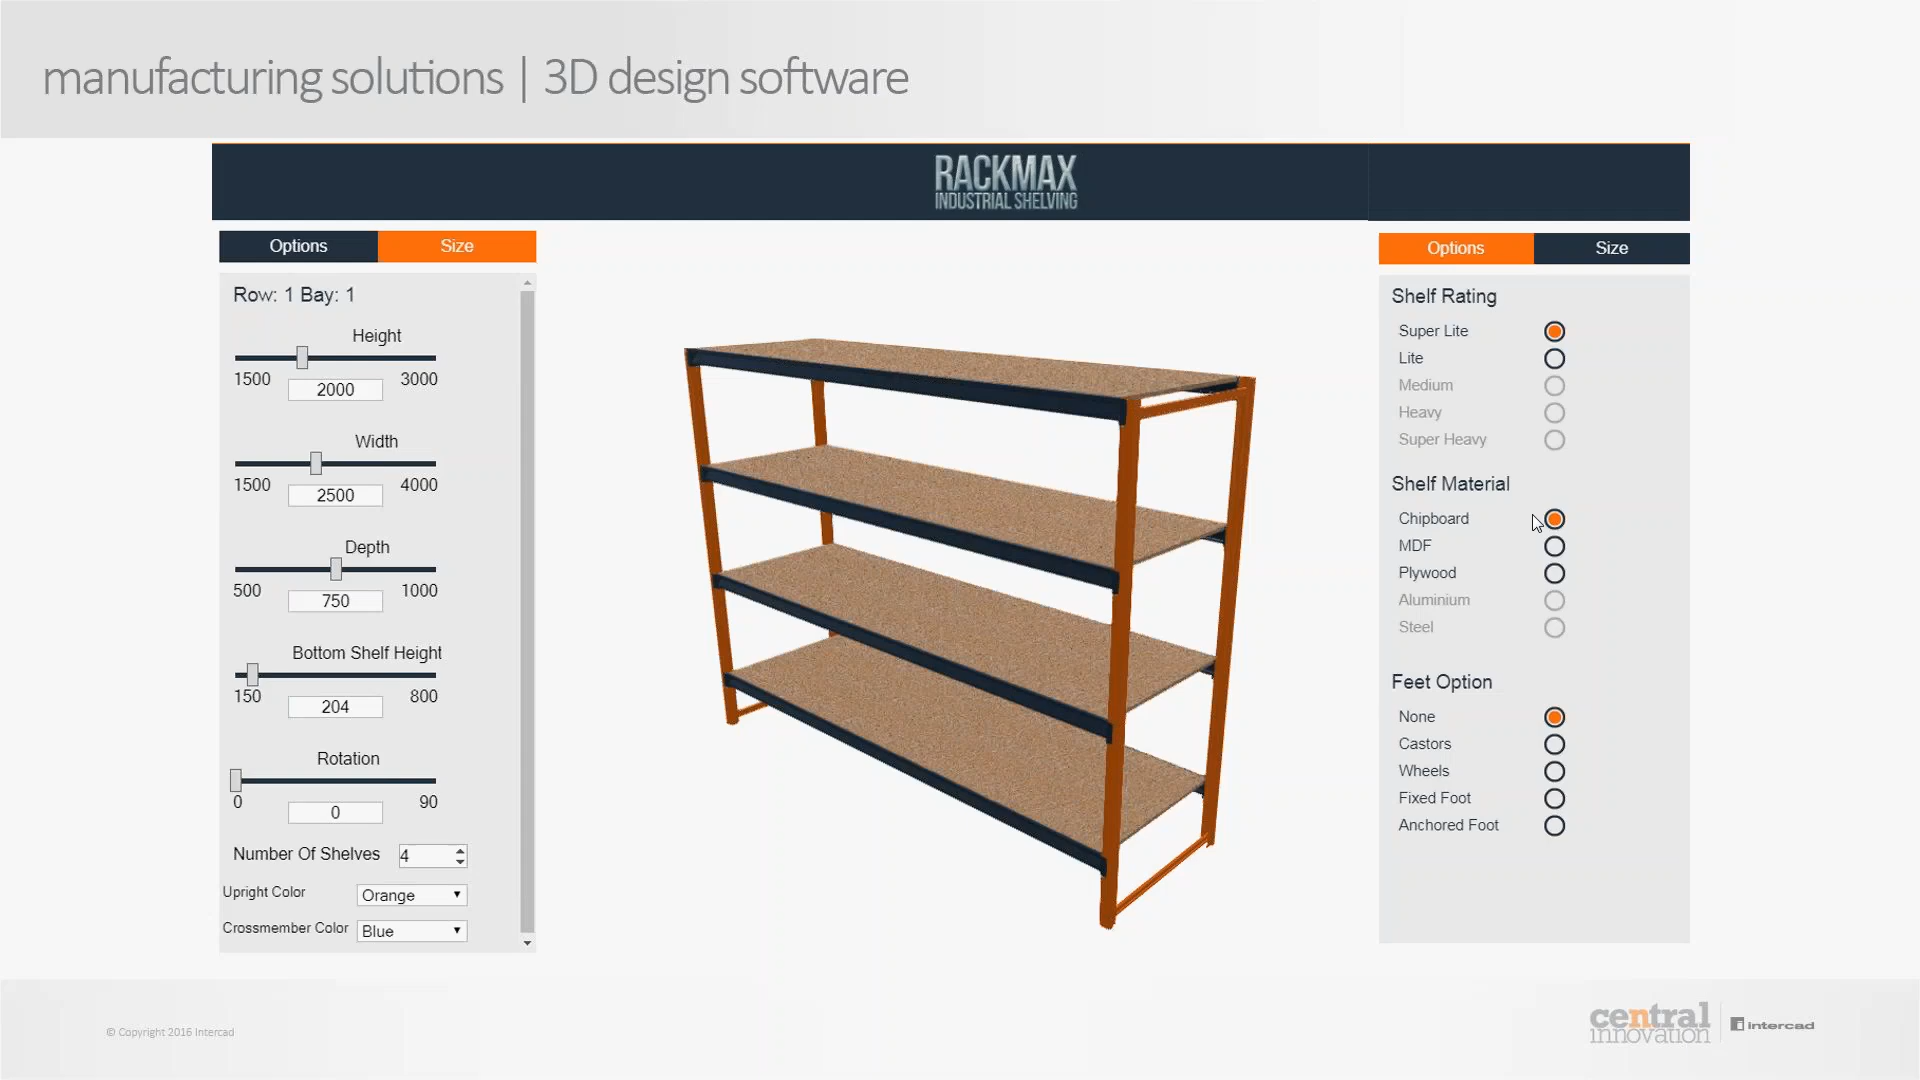 manufacturing solutions | 3D design software
RACKMAX
INDUSTRIAL SHELVING
Options Size
Row: 1 Bay: 1
Height
1500 2000 3000
Width
1500 2500 4000
Depth
500 750 1000
Bottom Shelf Height
150 204 800
Rotation
0 0 90
Number Of Shelves 4
Upright Color Orange
Crossmember Color Blue
Options Size
Shelf Rating
Super Lite
Lite
Medium
Heavy
Super Heavy
Shelf Material
Chipboard
MDF
Plywood
Aluminium
Steel
Feet Option
None
Castors
Wheels
Fixed Foot
Anchored Foot
© Copyright 2016 Intercad
central
innovation
intercad